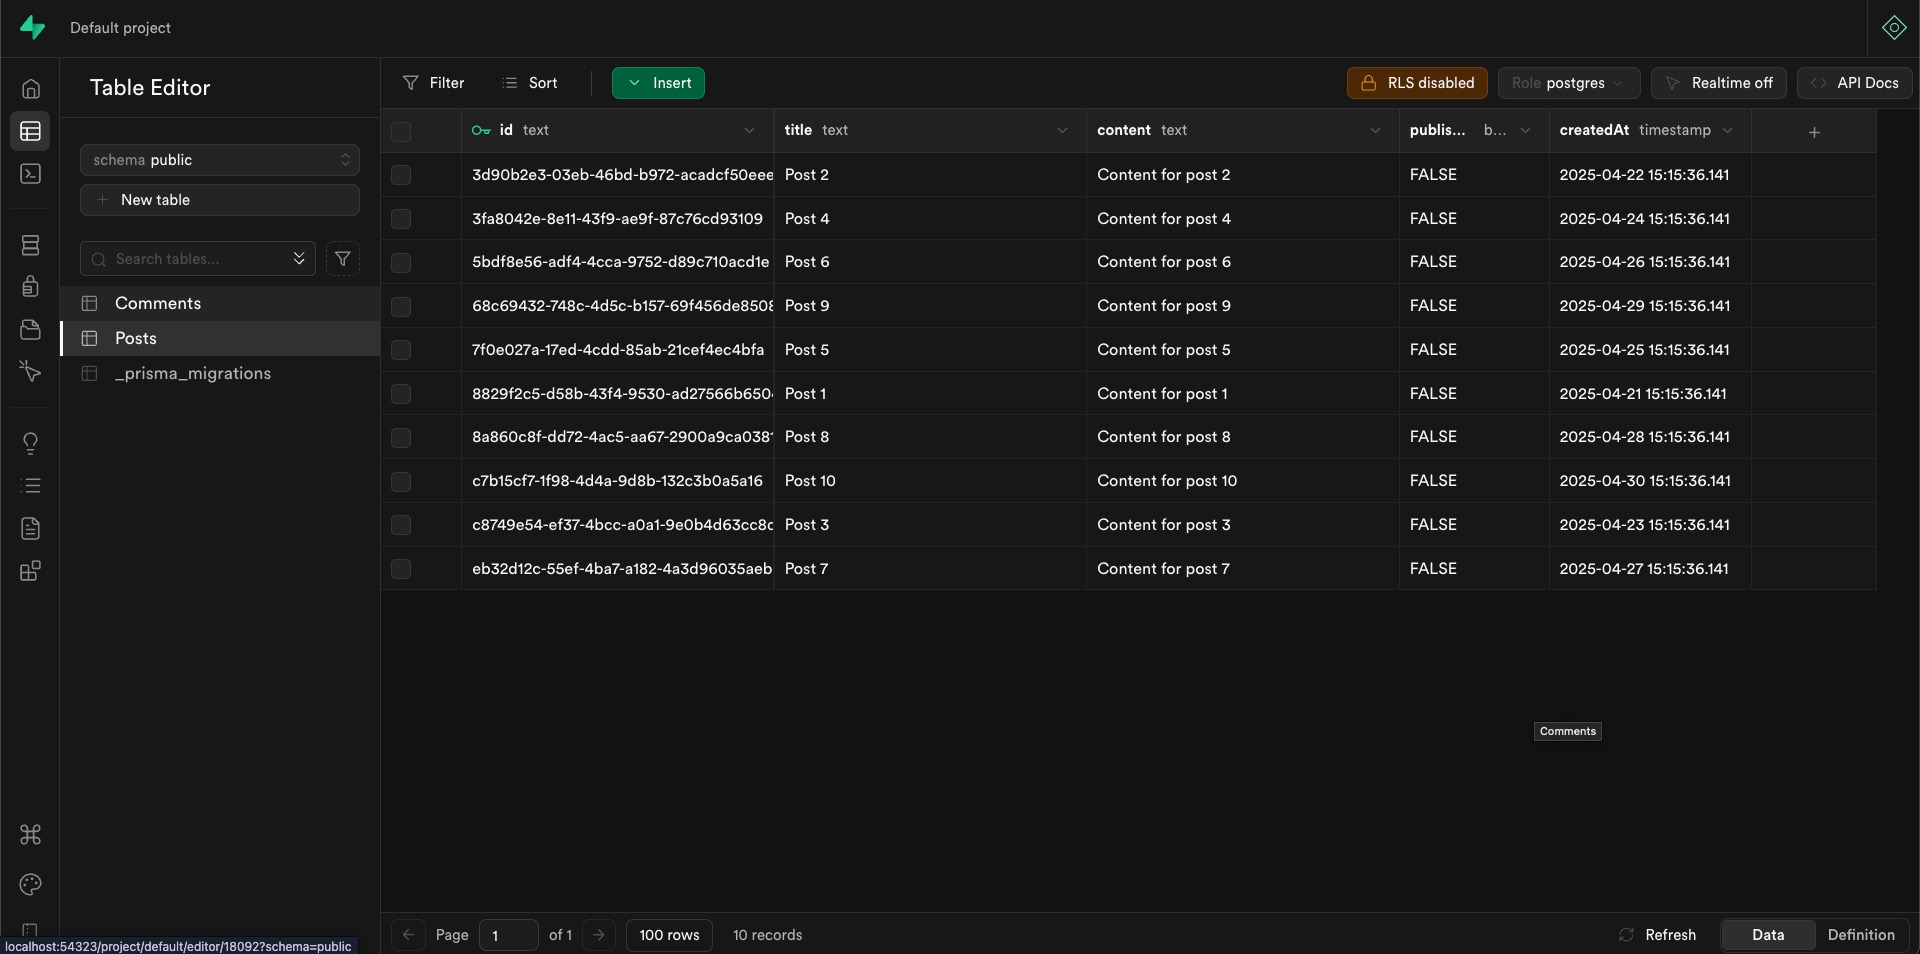 Default project
Table Editor
Filter Sort Insert RLS disabled Role postgres Realtime off API Docs
schema public
New table
Search tables...
Comments
Posts
_prisma_migrations
id text title text content text publis... b... createdAt timestamp
3d90b2e3-03eb-46bd-b972-acadcf50eee Post 2 Content for post 2 FALSE 2025-04-22 15:15:36.141
3fa8042e-8e11-43f9-ae9f-87c76cd93109 Post 4 Content for post 4 FALSE 2025-04-24 15:15:36.141
5bdf8e56-adf4-4cca-9752-d89c710acd1e Post 6 Content for post 6 FALSE 2025-04-26 15:15:36.141
68c69432-748c-4d5c-b157-69f456de8508 Post 9 Content for post 9 FALSE 2025-04-29 15:15:36.141
7f0e027a-17ed-4cdd-85ab-21cef4ec4bfa Post 5 Content for post 5 FALSE 2025-04-25 15:15:36.141
8829f2c5-d58b-43f4-9530-ad27566b6504 Post 1 Content for post 1 FALSE 2025-04-21 15:15:36.141
8a860c8f-dd72-4ac5-aa67-2900a9ca0381 Post 8 Content for post 8 FALSE 2025-04-28 15:15:36.141
c7b15cf7-1f98-4d4a-9d8b-132c3b0a5a16 Post 10 Content for post 10 FALSE 2025-04-30 15:15:36.141
c8749e54-ef37-4bcc-a0a1-9e0b4d63cc8c Post 3 Content for post 3 FALSE 2025-04-23 15:15:36.141
eb32d12c-55ef-4ba7-a182-4a3d96035aeb Post 7 Content for post 7 FALSE 2025-04-27 15:15:36.141
Comments
Page 1 of 1 100 rows 10 records Refresh Data Definition
localhost:54323/project/default/editor/18092?schema=public